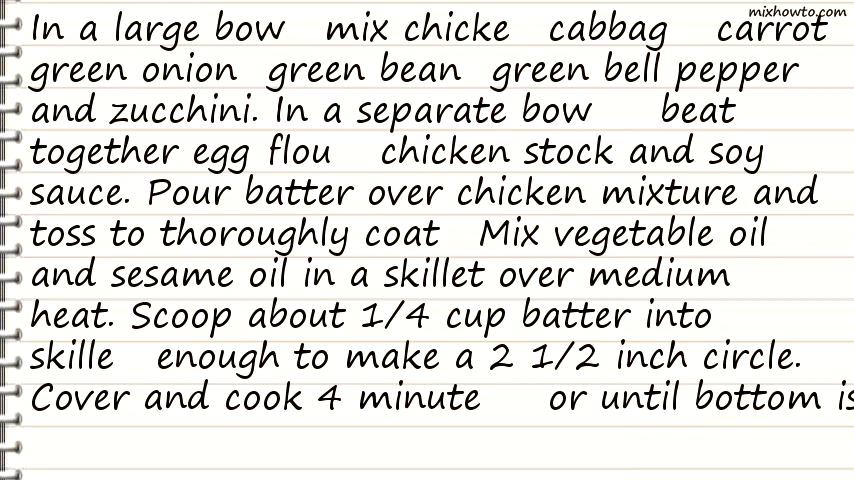 mixhowto.com
In a large bow mix chicke cabbag carrot
green onion green bean green bell pepper
and zucchini. In a separate bow beat
together egg flou chicken stock and soy
sauce. Pour batter over chicken mixture and
toss to thoroughly coat Mix vegetable oil
and sesame oil in a skillet over medium
heat. Scoop about 1/4 cup batter into
skille enough to make a 2 1/2 inch circle.
Cover and cook 4 minute or until bottom is